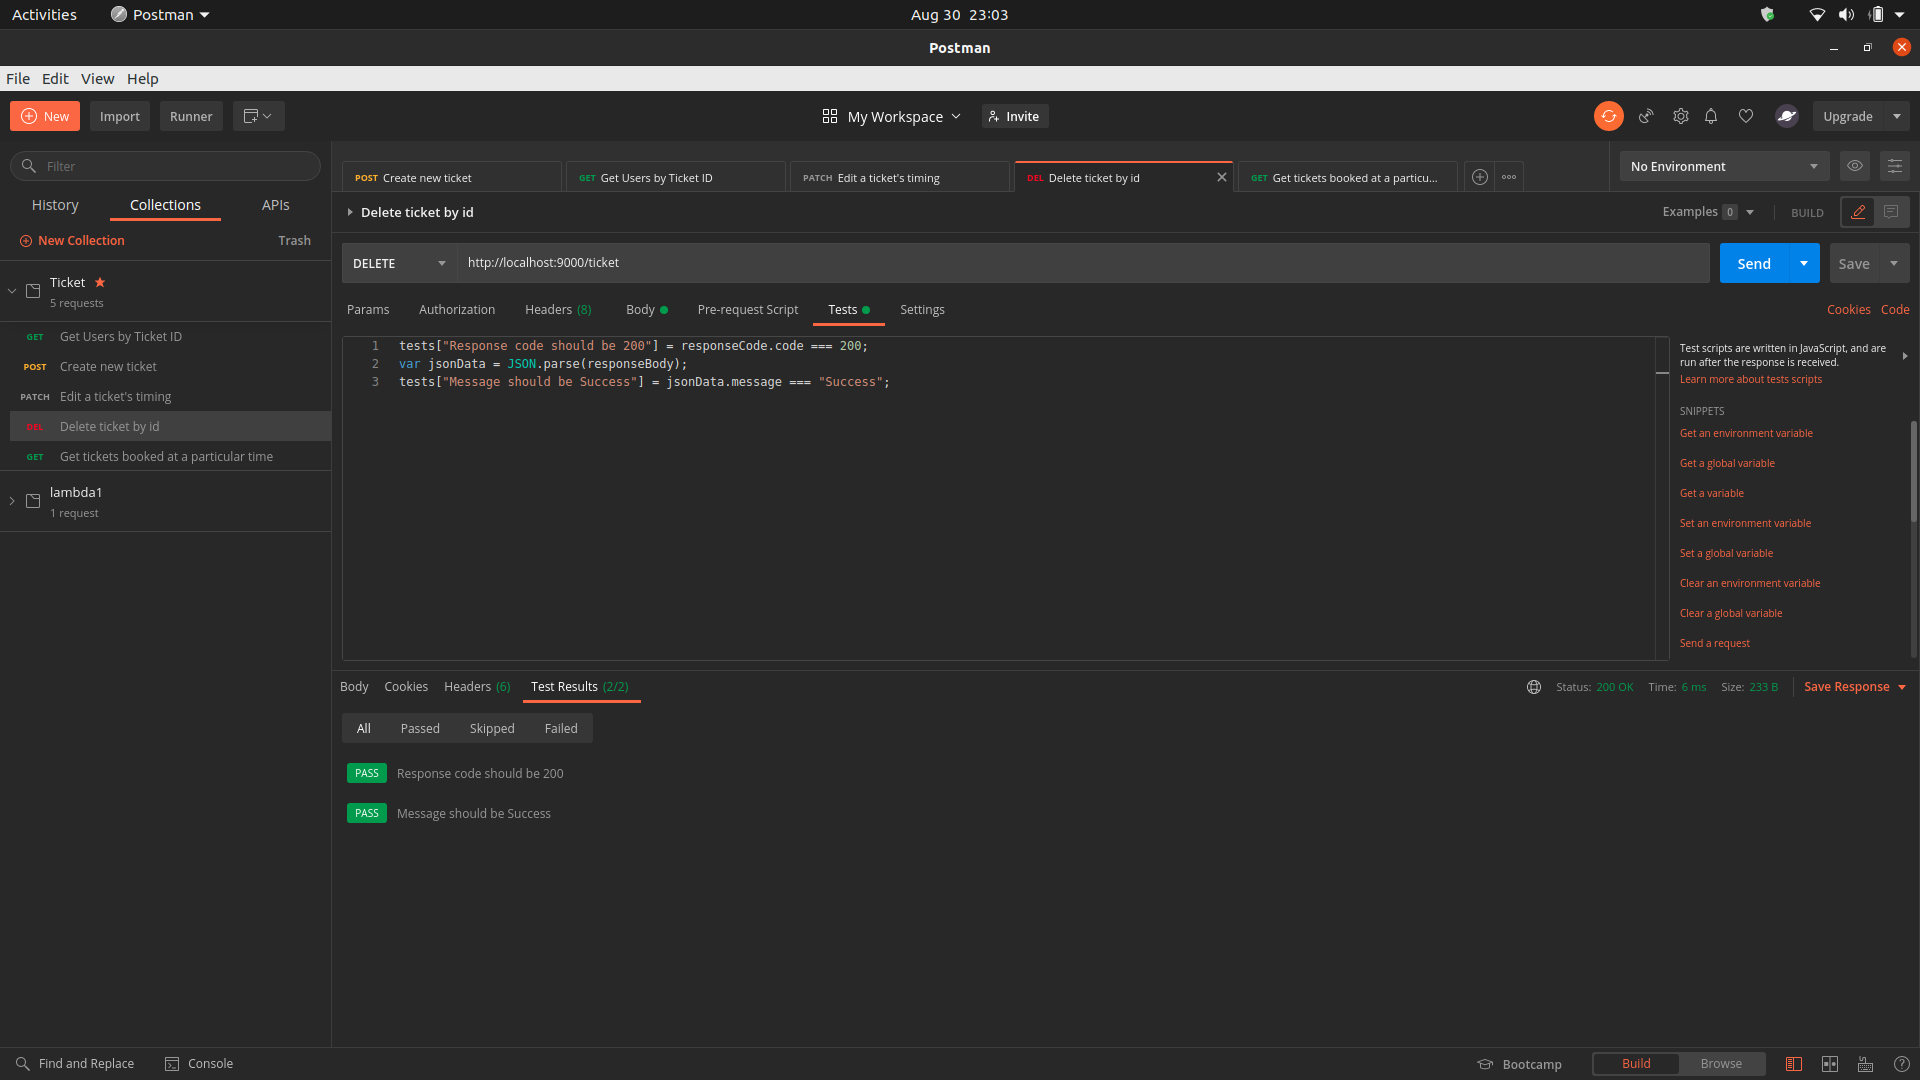 Activities Postman Aug 30 23:03
Postman
File Edit View Help
New Import Runner My Workspace Invite Upgrade
Filter
History Collections APIs
New Collection Trash
Ticket
5 requests
GET Get Users by Ticket ID
POST Create new ticket
PATCH Edit a ticket's timing
DEL Delete ticket by id
GET Get tickets booked at a particular time
lambda1
1 request
POST Create new ticket GET Get Users by Ticket ID PATCH Edit a ticket's timing DEL Delete ticket by id GET Get tickets booked at a particu... No Environment
Delete ticket by id Examples 0 BUILD
DELETE http://localhost:9000/ticket Send Save
Params Authorization Headers (8) Body Pre-request Script Tests Settings Cookies Code
1 tests["Response code should be 200"] = responseCode.code === 200;
2 var jsonData = JSON.parse(responseBody);
3 tests["Message should be Success"] = jsonData.message === "Success";
Test scripts are written in JavaScript, and are
run after the response is received.
Learn more about tests scripts
SNIPPETS
Get an environment variable
Get a global variable
Get a variable
Set an environment variable
Set a global variable
Clear an environment variable
Clear a global variable
Send a request
Body Cookies Headers (6) Test Results (2/2) Status: 200 OK Time: 6 ms Size: 233 B Save Response
All Passed Skipped Failed
PASS Response code should be 200
PASS Message should be Success
Find and Replace Console Bootcamp Build Browse